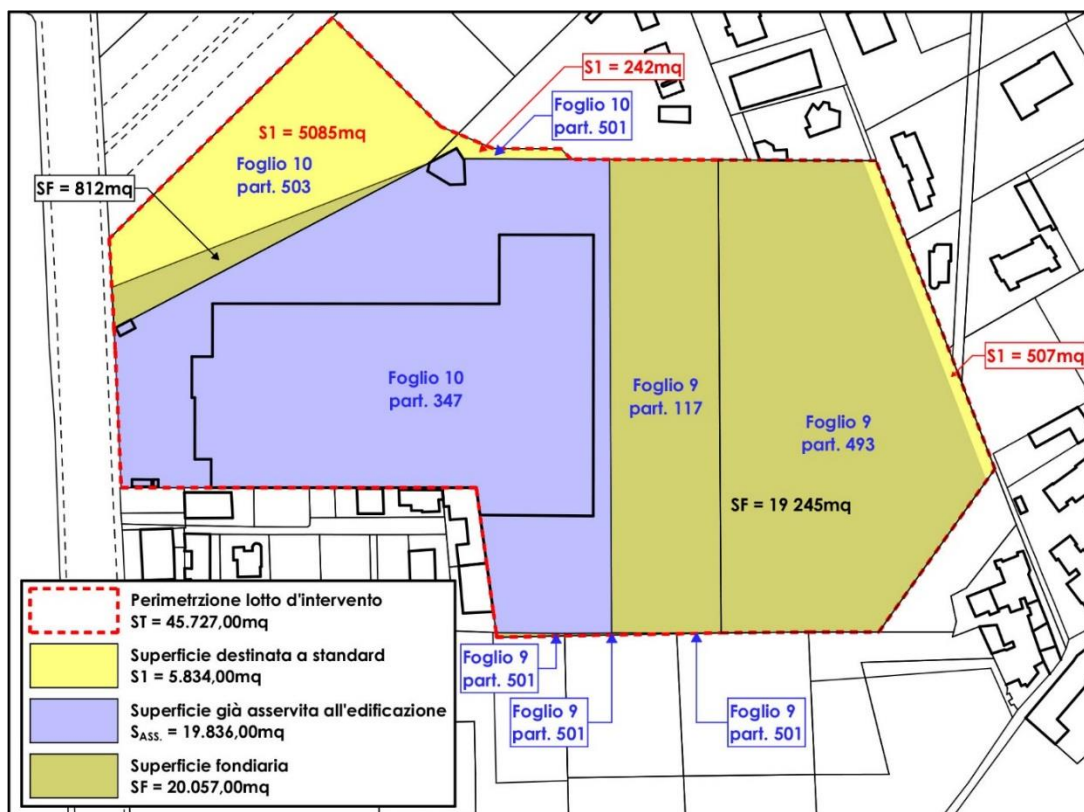 S1 = 242mq
Foglio 10
part. 501
S1 = 5085mq
Foglio 10
part. 503
SF = 812mq
S1 = 507mq
Foglio 10
part. 347
Foglio 9
part. 117
Foglio 9
part. 493
SF = 19 245mq
Perimetrzione lotto d'intervento
ST = 45.727,00mq
Superficie destinata a standard
S1 = 5.834,00mq
Superficie già asservita all'edificazione
SASS. = 19.836,00mq
Superficie fondiaria
SF = 20.057,00mq
Foglio 9
part. 501
Foglio 9
part. 501
Foglio 9
part. 501